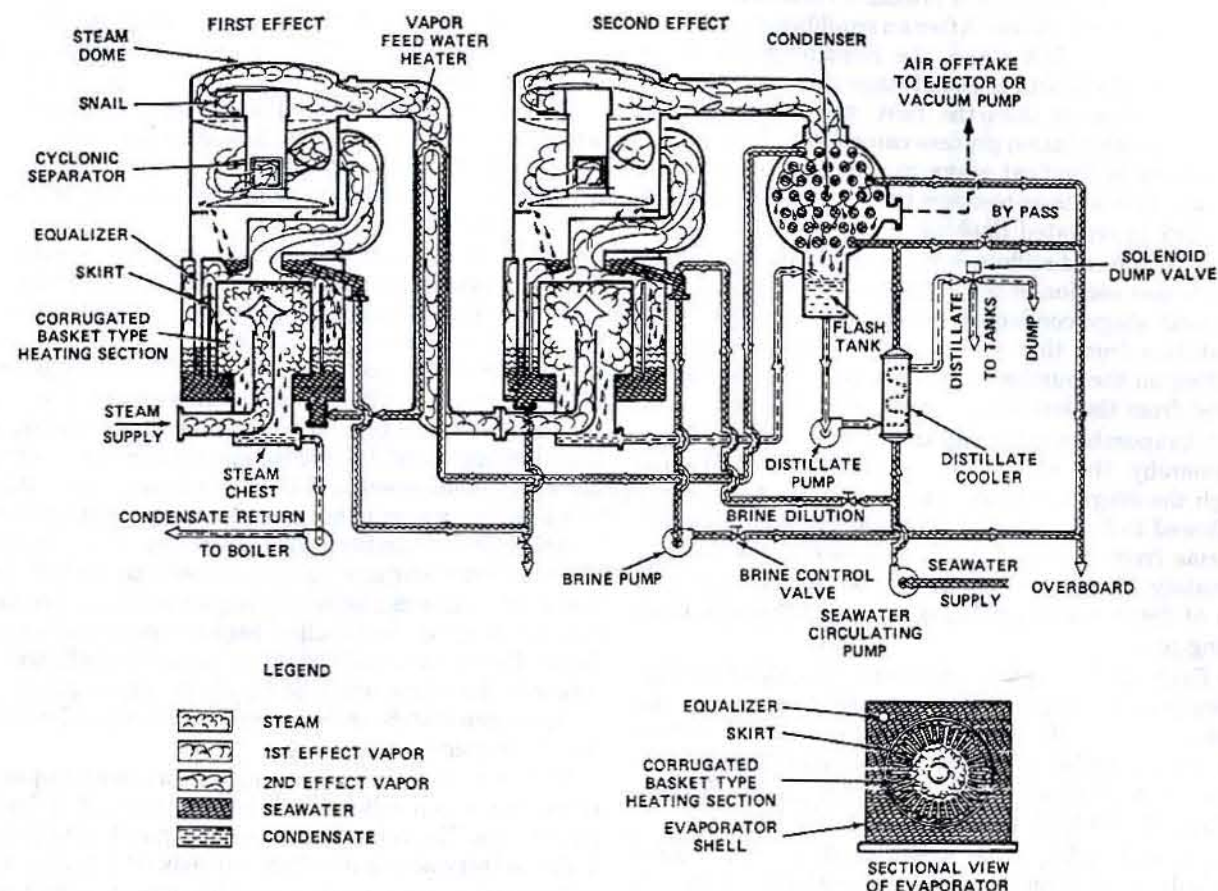 FIRST EFFECT
STEAM
DOME
SNAIL
CYCLONIC
SEPARATOR
EQUALIZER
SKIRT
CORRUGATED
BASKET TYPE
HEATING SECTION
STEAM
SUPPLY
STEAM
CHEST
CONDENSATE RETURN
TO BOILER
VAPOR
FEED WATER
HEATER
SECOND EFFECT
CONDENSER
AIR OFFTAKE
TO EJECTOR OR
VACUUM PUMP
BY PASS
SOLENOID
DUMP VALVE
FLASH
TANK
DISTILLATE
TO TANKS
DUMP
DISTILLATE
PUMP
DISTILLATE
COOLER
BRINE DILUTION
BRINE PUMP
BRINE CONTROL
VALVE
SEAWATER
SUPPLY
SEAWATER
CIRCULATING
PUMP
OVERBOARD
LEGEND
STEAM
1ST EFFECT VAPOR
2ND EFFECT VAPOR
SEAWATER
CONDENSATE
EQUALIZER
SKIRT
CORRUGATED
BASKET TYPE
HEATING SECTION
EVAPORATOR
SHELL
SECTIONAL VIEW
OF EVAPORATOR